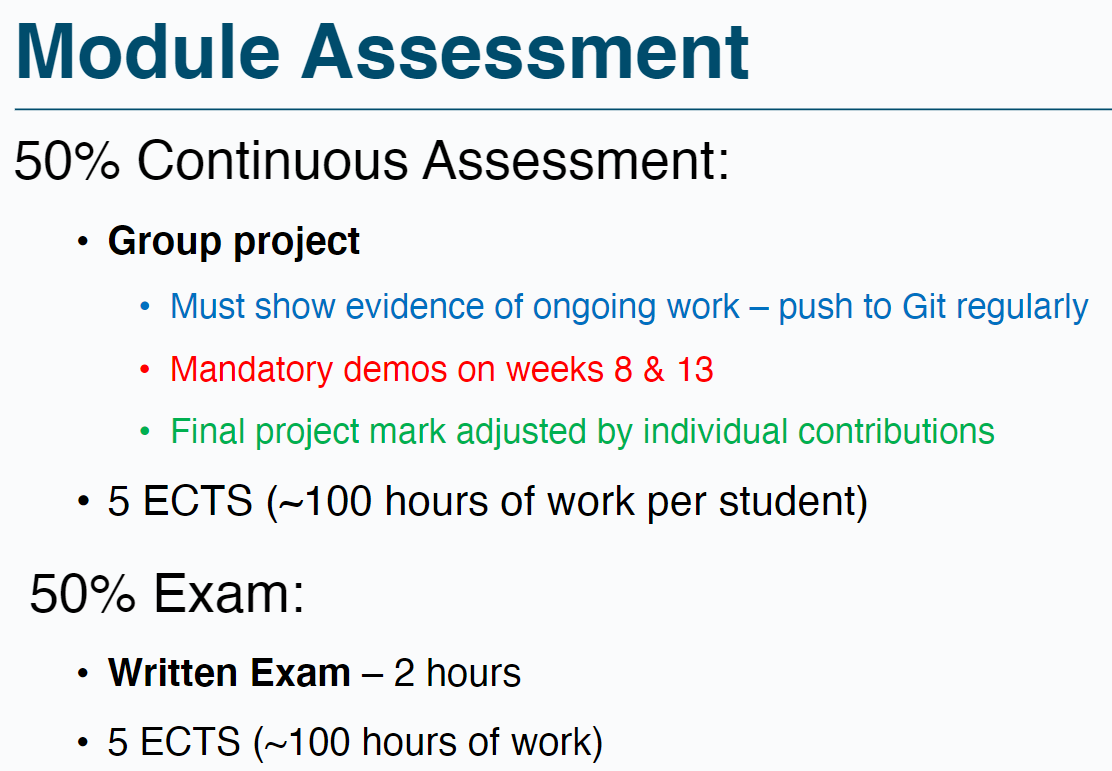 Module Assessment
50% Continuous Assessment:
• Group project
• Must show evidence of ongoing work – push to Git regularly
• Mandatory demos on weeks 8 & 13
• Final project mark adjusted by individual contributions
• 5 ECTS (~100 hours of work per student)
50% Exam:
• Written Exam – 2 hours
• 5 ECTS (~100 hours of work)